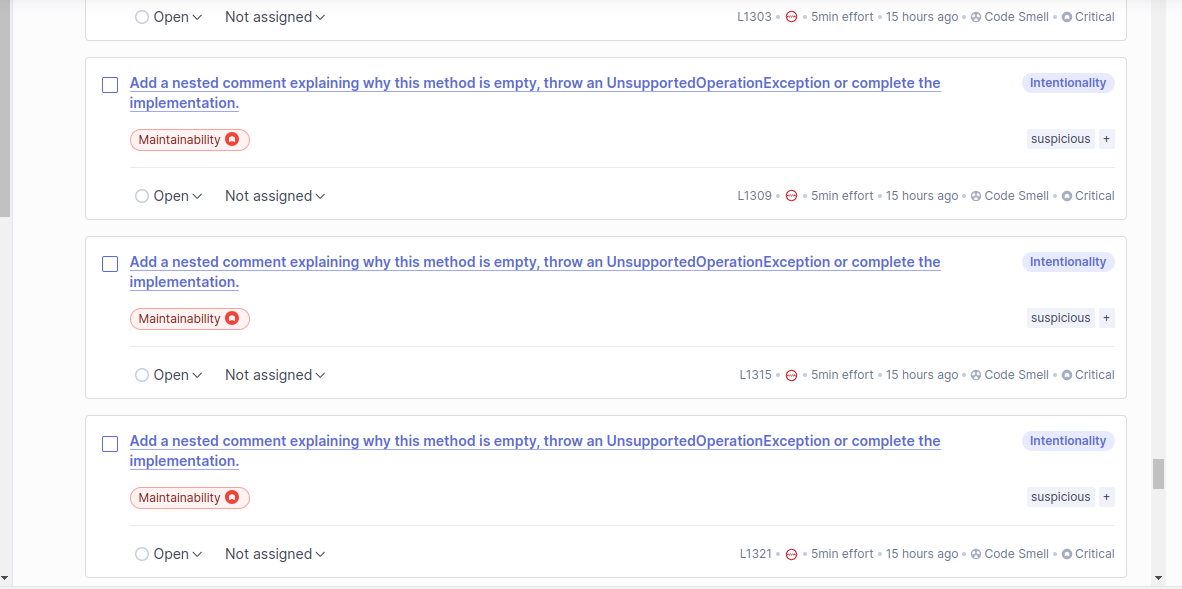 Open Not assigned L1303 • 5min effort • 15 hours ago • Code Smell • Critical
Add a nested comment explaining why this method is empty, throw an UnsupportedOperationException or complete the Intentionality
implementation.
Maintainability suspicious +
Open Not assigned L1309 • 5min effort • 15 hours ago • Code Smell • Critical
Add a nested comment explaining why this method is empty, throw an UnsupportedOperationException or complete the Intentionality
implementation.
Maintainability suspicious +
Open Not assigned L1315 • 5min effort • 15 hours ago • Code Smell • Critical
Add a nested comment explaining why this method is empty, throw an UnsupportedOperationException or complete the Intentionality
implementation.
Maintainability suspicious +
Open Not assigned L1321 • 5min effort • 15 hours ago • Code Smell • Critical